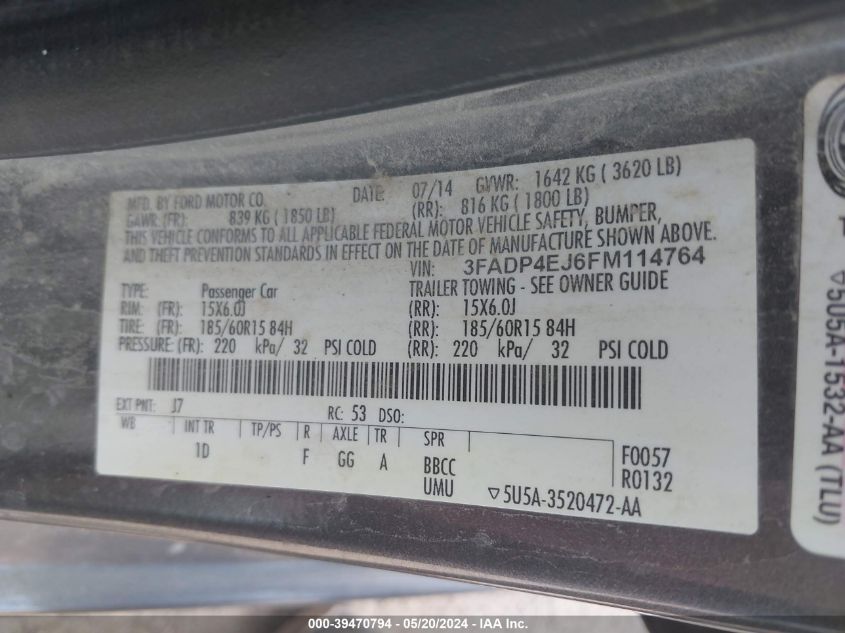 MFD. BY FORD MOTOR CO. DATE: 07/14 GVWR: 1642 KG ( 3620 LB)
GAWR: (FR): 839 KG ( 1850 LB) (RR): 816 KG ( 1800 LB)
THIS VEHICLE CONFORMS TO ALL APPLICABLE FEDERAL MOTOR VEHICLE SAFETY, BUMPER,
AND THEFT PREVENTION STANDARDS IN EFFECT ON THE DATE OF MANUFACTURE SHOWN ABOVE.
VIN: 3FADP4EJ6FM114764
TYPE: Passenger Car TRAILER TOWING - SEE OWNER GUIDE
RIM: (FR): 15X6.0J (RR): 15X6.0J
TIRE: (FR): 185/60R15 84H (RR): 185/60R15 84H
PRESSURE: (FR): 220 kPa/ 32 PSI COLD (RR): 220 kPa/ 32 PSI COLD
EXT PNT: J7 RC: 53 DSO:
WB INT TR TP/PS R AXLE TR SPR
1D F GG A BBCC F0057
UMU R0132
▽5U5A-3520472-AA
▽5U5A-1532-AA (TLU)
000-39470794 - 05/20/2024 - IAA Inc.